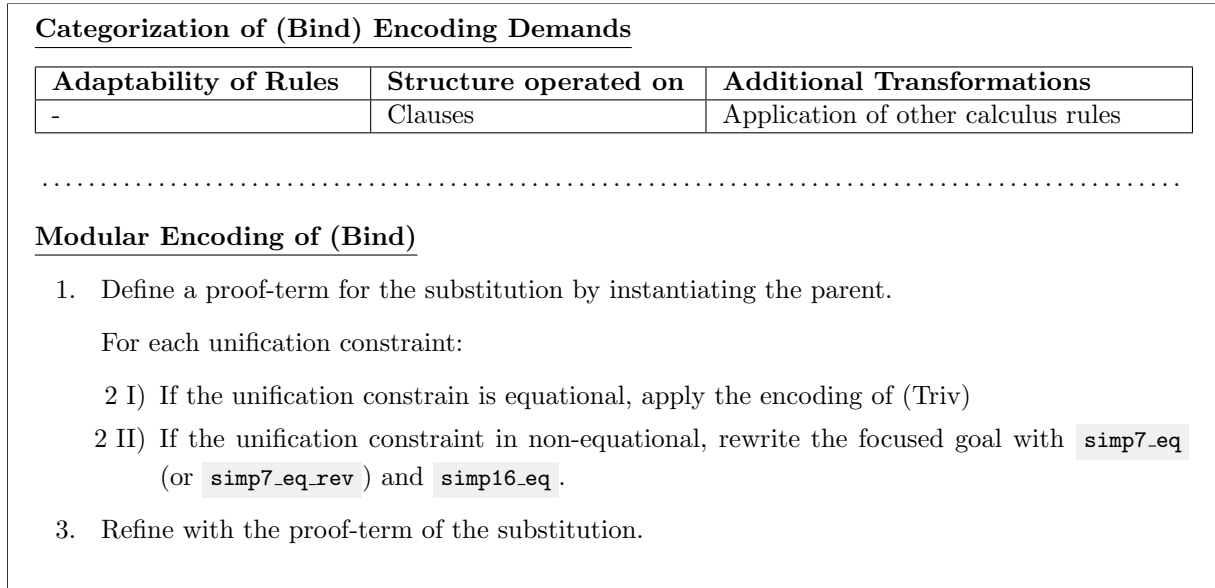 Categorization of (Bind) Encoding Demands
Adaptability of Rules Structure operated on Additional Transformations
- Clauses Application of other calculus rules
Modular Encoding of (Bind)
1. Define a proof-term for the substitution by instantiating the parent.
For each unification constraint:
2 I) If the unification constrain is equational, apply the encoding of (Triv)
2 II) If the unification constraint in non-equational, rewrite the focused goal with simp7_eq
(or simp7_eq_rev ) and simp16_eq .
3. Refine with the proof-term of the substitution.